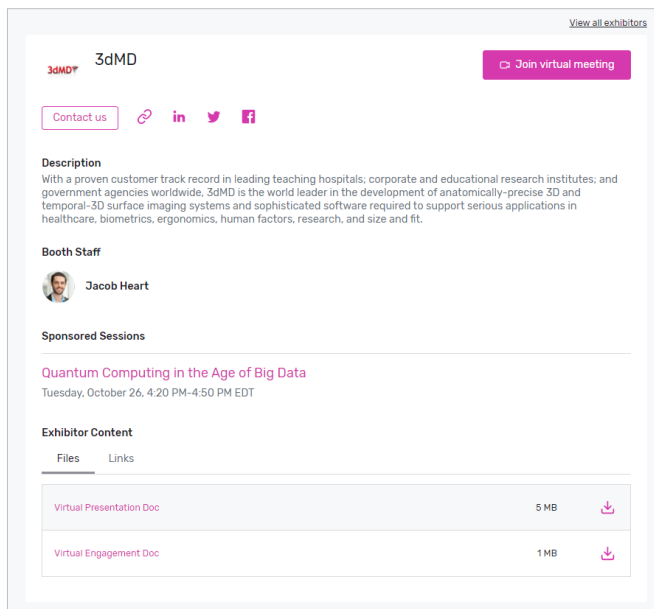 View all exhibitors
3dMD
3dMD
Join virtual meeting
Contact us
in
Description
With a proven customer track record in leading teaching hospitals; corporate and educational research institutes; and
government agencies worldwide, 3dMD is the world leader in the development of anatomically-precise 3D and
temporal-3D surface imaging systems and sophisticated software required to support serious applications in
healthcare, biometrics, ergonomics, human factors, research, and size and fit.
Booth Staff
Jacob Heart
Sponsored Sessions
Quantum Computing in the Age of Big Data
Tuesday, October 26, 4:20 PM-4:50 PM EDT
Exhibitor Content
Files Links
Virtual Presentation Doc 5 MB
Virtual Engagement Doc 1 MB